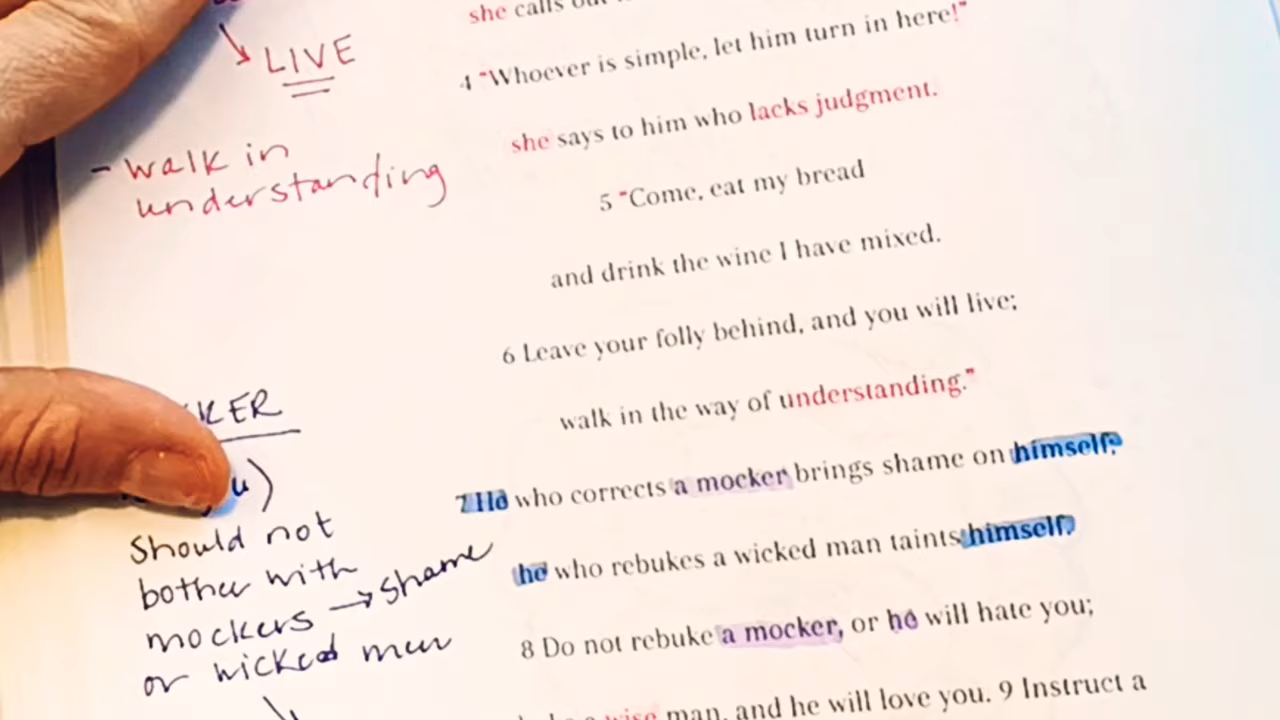 she calls out
LIVE
4 "Whoever is simple, let him turn in here!"
she says to him who lacks judgment.
- walk in
understanding
5 "Come, eat my bread
and drink the wine I have mixed.
6 Leave your folly behind, and you will live;
walk in the way of understanding."
KER
7 He who corrects a mocker brings shame on himself;
u)
he who rebukes a wicked man taints himself.
should not
bother with
mockers → shame
or wicked men
8 Do not rebuke a mocker, or he will hate you;
wise man, and he will love you. 9 Instruct a